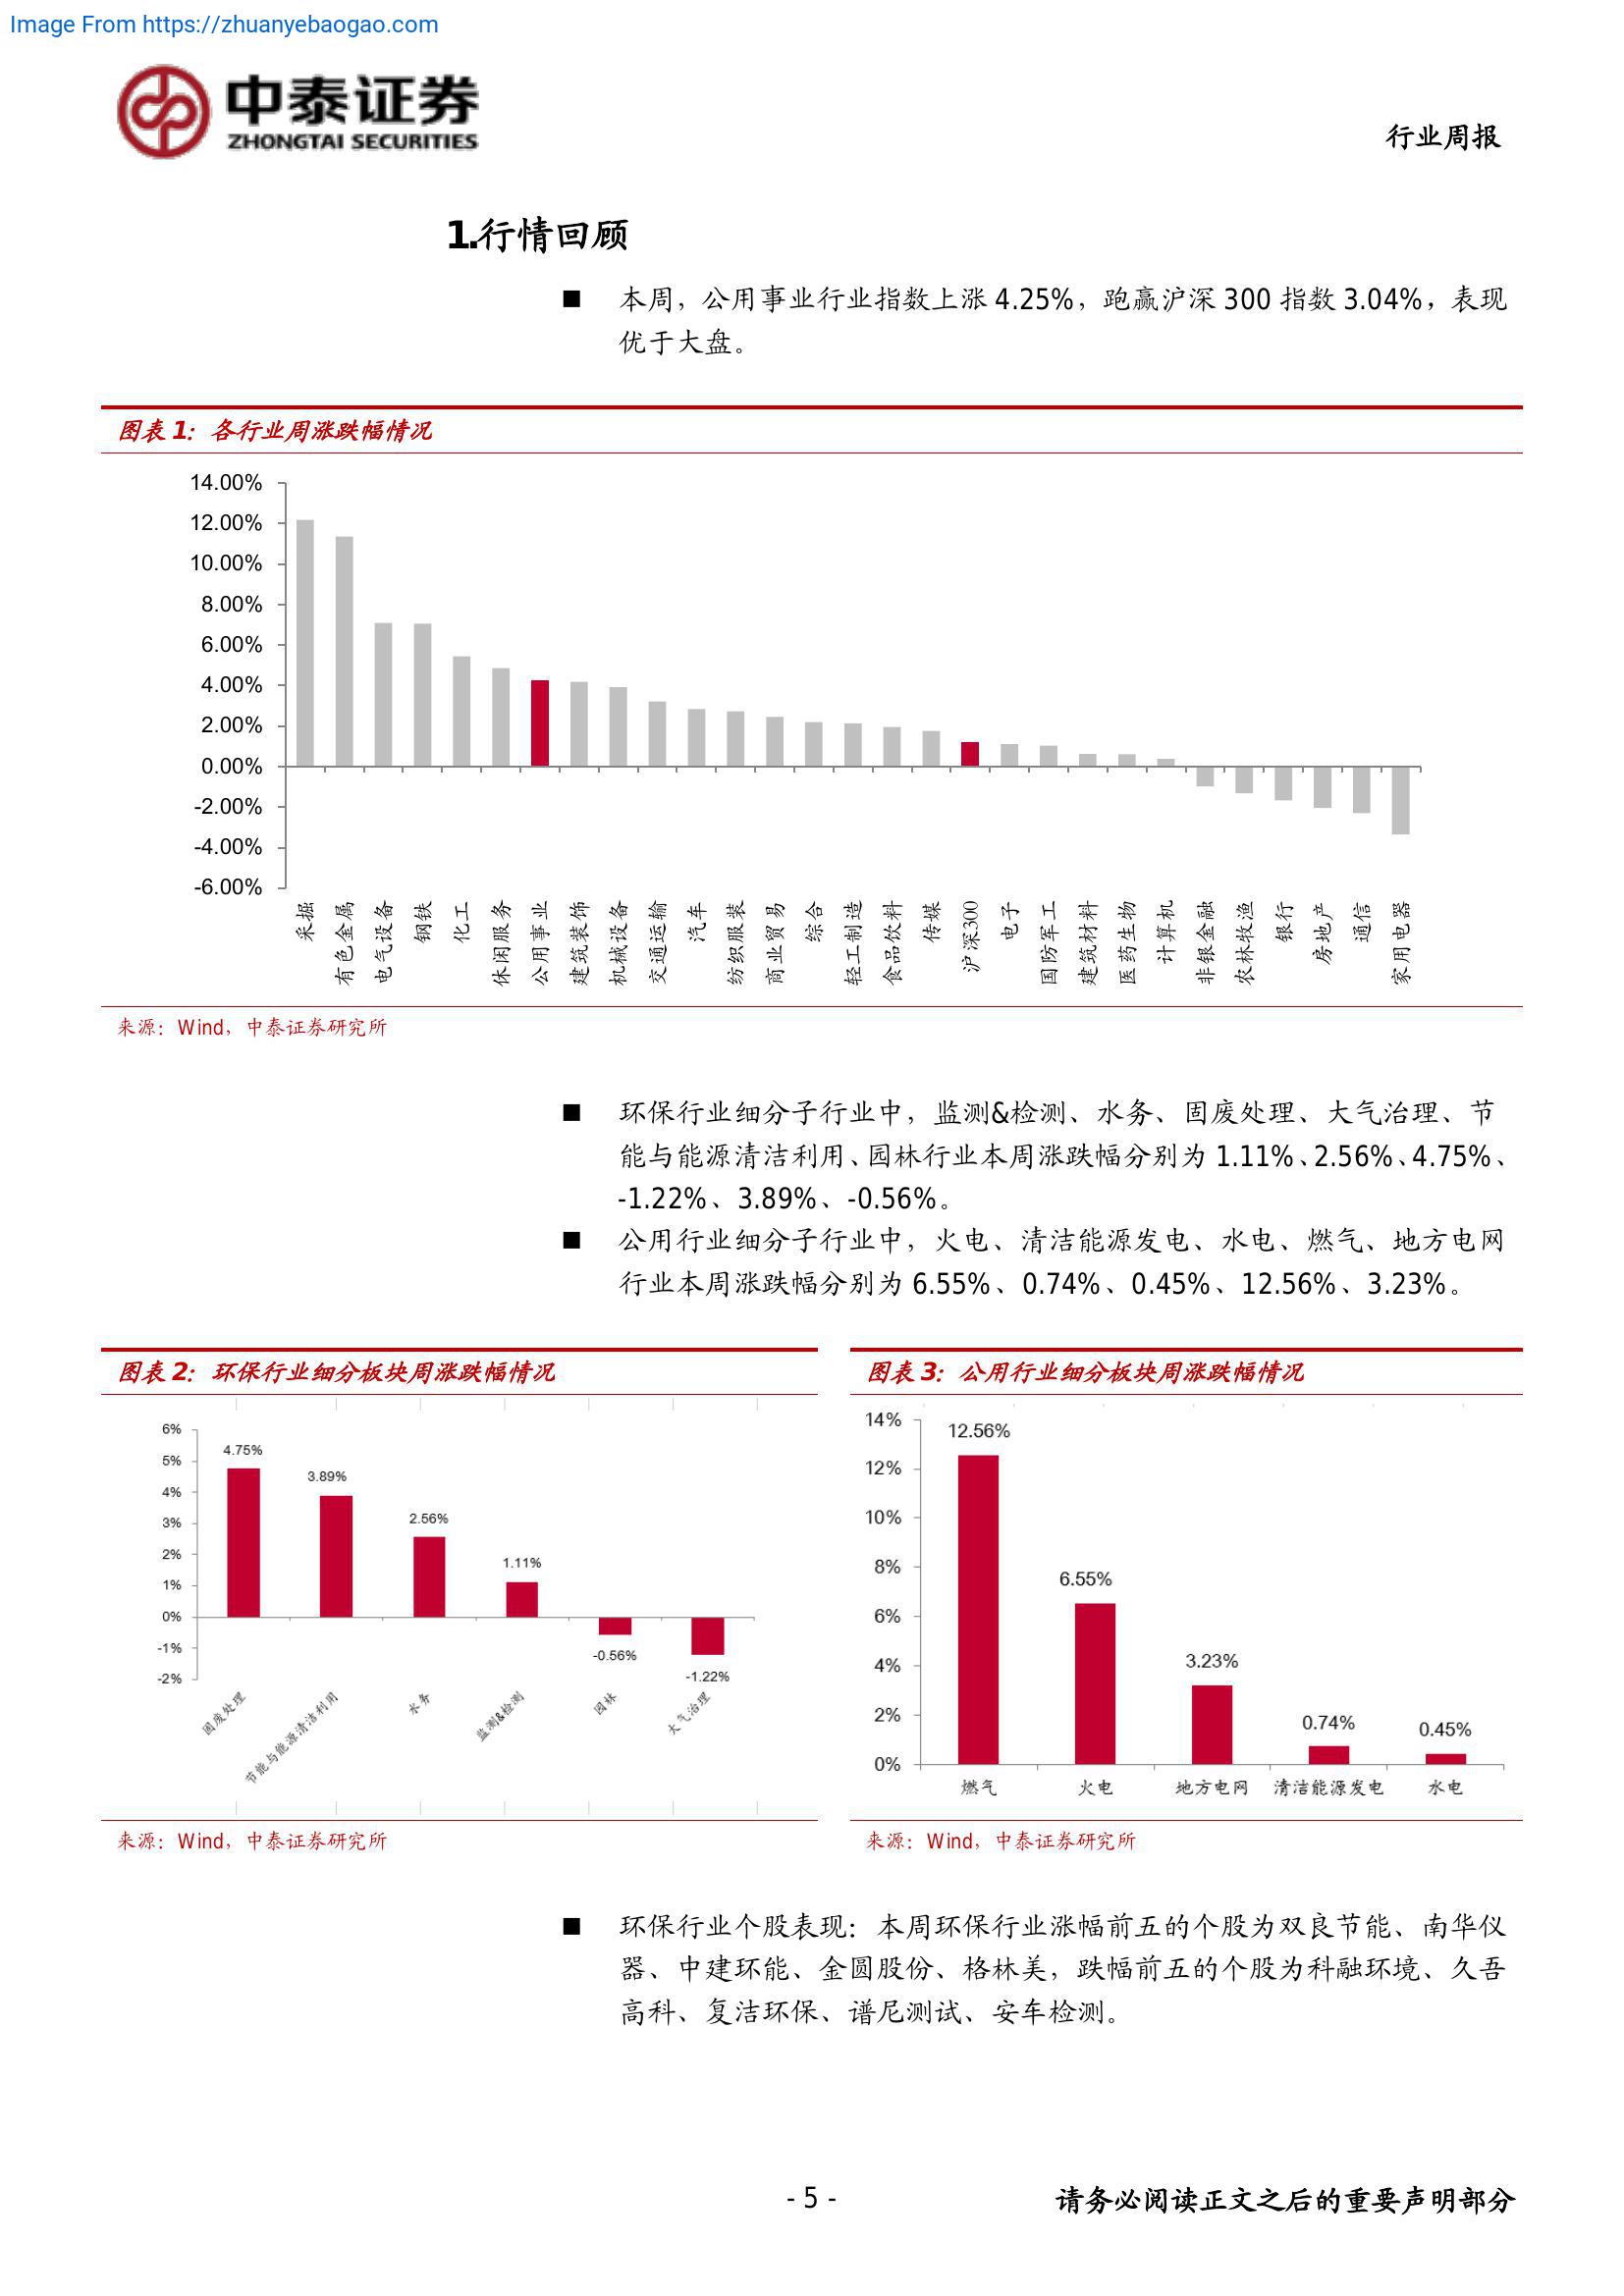 Image From https://zhuanyebaogao.com
中泰证券
ZHONGTAI SECURITIES
行业周报
1.行情回顾
■ 本周，公用事业行业指数上涨 4.25%，跑赢沪深 300 指数 3.04%，表现
优于大盘。
图表 1：各行业周涨跌幅情况
14.00%
12.00%
10.00%
8.00%
6.00%
4.00%
2.00%
0.00%
-2.00%
-4.00%
-6.00%
采掘
有色金属
电气设备
钢铁
化工
休闲服务
公用事业
建筑装饰
机械设备
交通运输
汽车
纺织服装
商业贸易
综合
轻工制造
食品饮料
传媒
沪深300
电子
国防军工
建筑材料
医药生物
计算机
非银金融
农林牧渔
银行
房地产
通信
家用电器
来源：Wind，中泰证券研究所
■ 环保行业细分子行业中，监测&检测、水务、固废处理、大气治理、节
能与能源清洁利用、园林行业本周涨跌幅分别为 1.11%、2.56%、4.75%、
-1.22%、3.89%、-0.56%。
■ 公用行业细分子行业中，火电、清洁能源发电、水电、燃气、地方电网
行业本周涨跌幅分别为 6.55%、0.74%、0.45%、12.56%、3.23%。
图表 2：环保行业细分板块周涨跌幅情况
6%
5%
4%
3%
2%
1%
0%
-1%
-2%
4.75%
3.89%
2.56%
1.11%
-0.56%
-1.22%
固废处理
节能与能源清洁利用
水务
监测&检测
园林
大气治理
来源：Wind，中泰证券研究所
图表 3：公用行业细分板块周涨跌幅情况
14%
12%
10%
8%
6%
4%
2%
0%
12.56%
6.55%
3.23%
0.74%
0.45%
燃气
火电
地方电网
清洁能源发电
水电
来源：Wind，中泰证券研究所
■ 环保行业个股表现：本周环保行业涨幅前五的个股为双良节能、南华仪
器、中建环能、金圆股份、格林美，跌幅前五的个股为科融环境、久吾
高科、复洁环保、谱尼测试、安车检测。
- 5 -
请务必阅读正文之后的重要声明部分